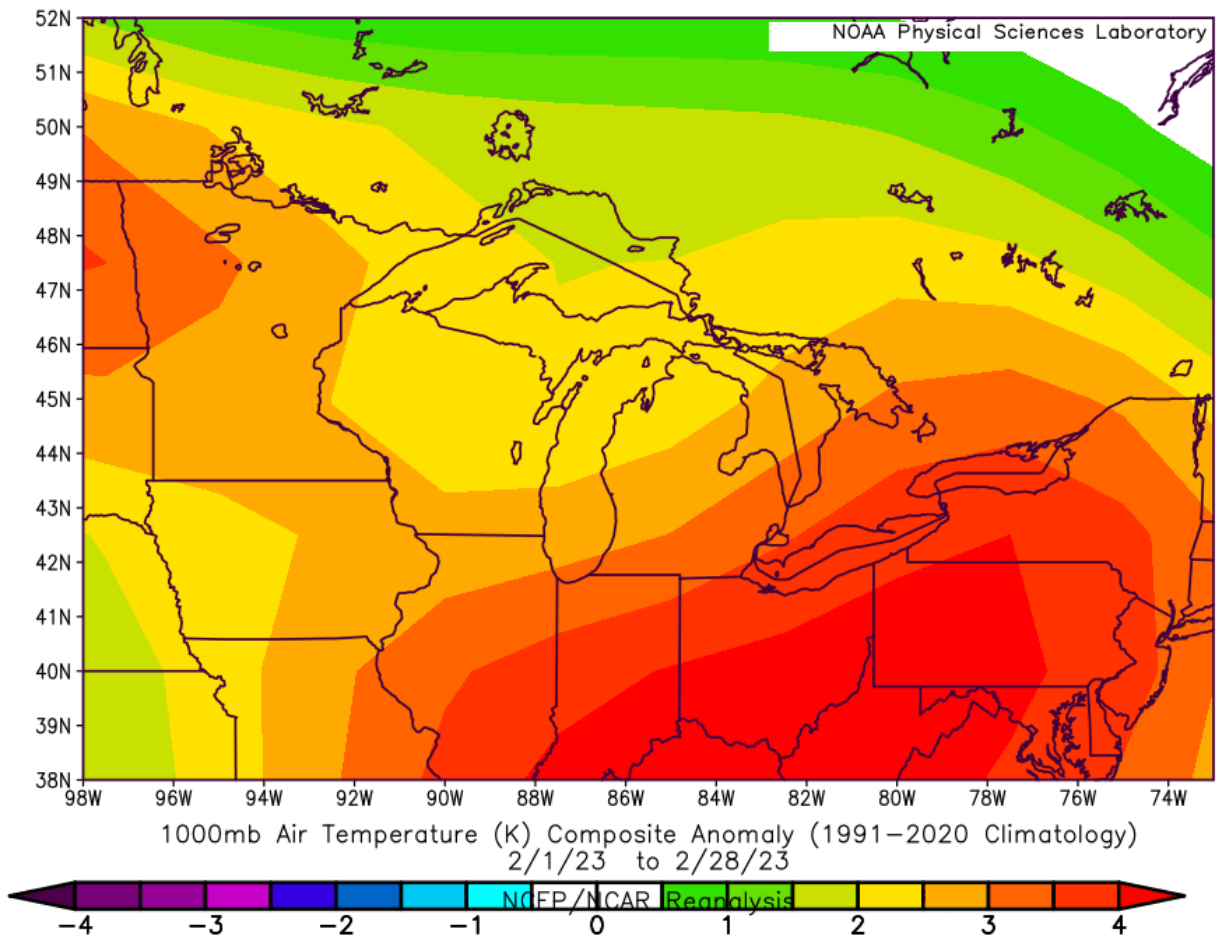 NOAA Physical Sciences Laboratory
52N
51N
50N
49N
48N
47N
46N
45N
44N
43N
42N
41N
40N
39N
38N
98W 96W 94W 92W 90W 88W 86W 84W 82W 80W 78W 76W 74W
1000mb Air Temperature (K) Composite Anomaly (1991-2020 Climatology)
2/1/23 to 2/28/23
NCEP/NCAR Reanalysis
-4 -3 -2 -1 0 1 2 3 4